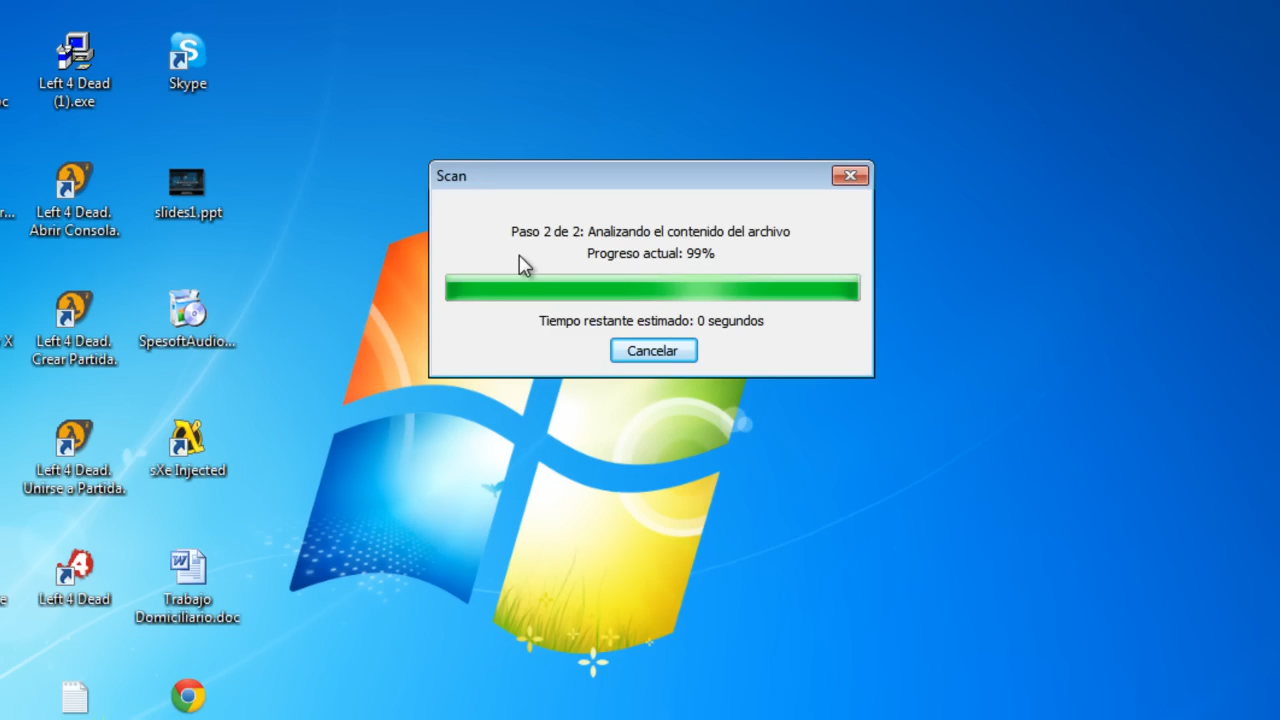 Left 4 Dead
(1).exe
Skype
Scan
Paso 2 de 2: Analizando el contenido del archivo
Progreso actual: 99%
Tiempo restante estimado: 0 segundos
Cancelar
Left 4 Dead.
Abrir Consola.
slides1.ppt
Left 4 Dead.
Crear Partida.
SpesoftAudio...
Left 4 Dead.
Unirse a Partida.
sXe Injected
Left 4 Dead
Trabajo
Domiciliario.doc